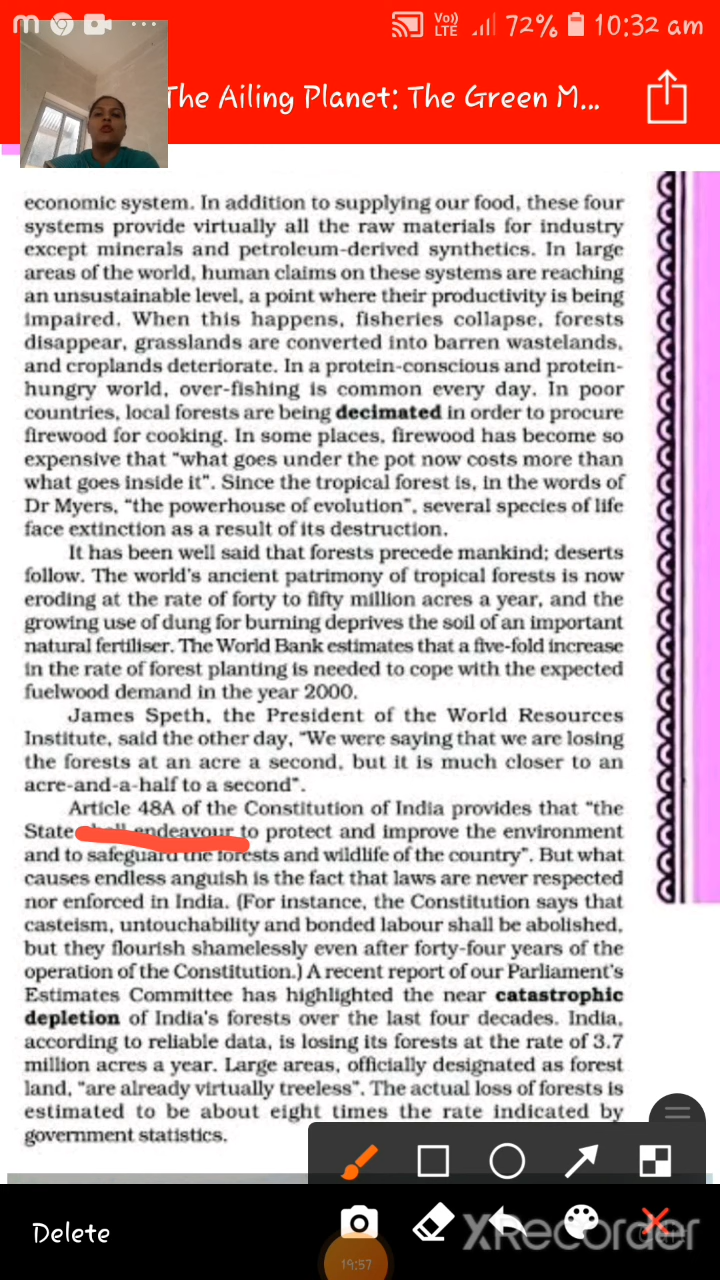 Vo))
LTE
72%
10:32 am
The Ailing Planet: The Green M...
economic system. In addition to supplying our food, these four
systems provide virtually all the raw materials for industry
except minerals and petroleum-derived synthetics. In large
areas of the world, human claims on these systems are reaching
an unsustainable level, a point where their productivity is being
impaired. When this happens, fisheries collapse, forests
disappear, grasslands are converted into barren wastelands,
and croplands deteriorate. In a protein-conscious and protein-
hungry world, over-fishing is common every day. In poor
countries, local forests are being decimated in order to procure
firewood for cooking. In some places, firewood has become so
expensive that “what goes under the pot now costs more than
what goes inside it”. Since the tropical forest is, in the words of
Dr Myers, “the powerhouse of evolution”, several species of life
face extinction as a result of its destruction.
It has been well said that forests precede mankind; deserts
follow. The world's ancient patrimony of tropical forests is now
eroding at the rate of forty to fifty million acres a year, and the
growing use of dung for burning deprives the soil of an important
natural fertiliser. The World Bank estimates that a five-fold increase
in the rate of forest planting is needed to cope with the expected
fuelwood demand in the year 2000.
James Speth, the President of the World Resources
Institute, said the other day, “We were saying that we are losing
the forests at an acre a second, but it is much closer to an
acre-and-a-half to a second”.
Article 48A of the Constitution of India provides that “the
State shall endeavour to protect and improve the environment
and to safeguard the forests and wildlife of the country”. But what
causes endless anguish is the fact that laws are never respected
nor enforced in India. (For instance, the Constitution says that
casteism, untouchability and bonded labour shall be abolished,
but they flourish shamelessly even after forty-four years of the
operation of the Constitution.) A recent report of our Parliament's
Estimates Committee has highlighted the near catastrophic
depletion of India's forests over the last four decades. India,
according to reliable data, is losing its forests at the rate of 3.7
million acres a year. Large areas, officially designated as forest
land, “are already virtually treeless”. The actual loss of forests is
estimated to be about eight times the rate indicated by
government statistics.
Delete
XRecorder
19:57